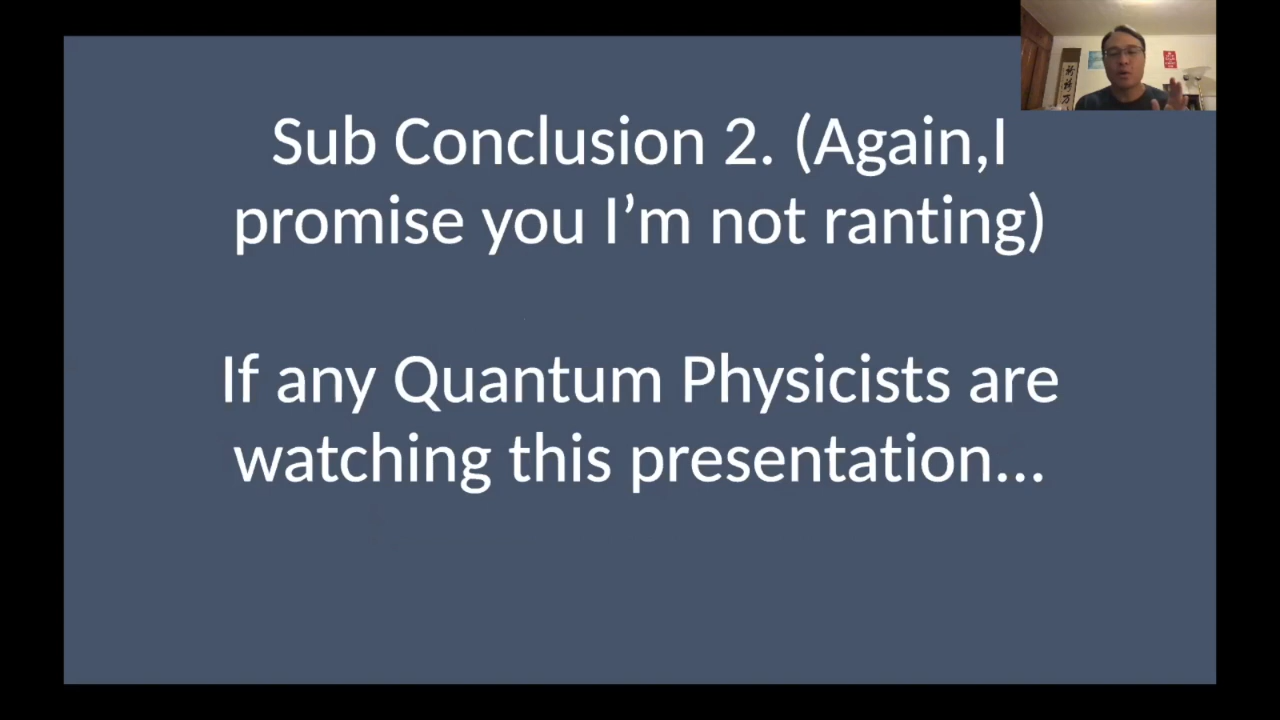 Sub Conclusion 2. (Again,I
promise you I’m not ranting)
If any Quantum Physicists are
watching this presentation...